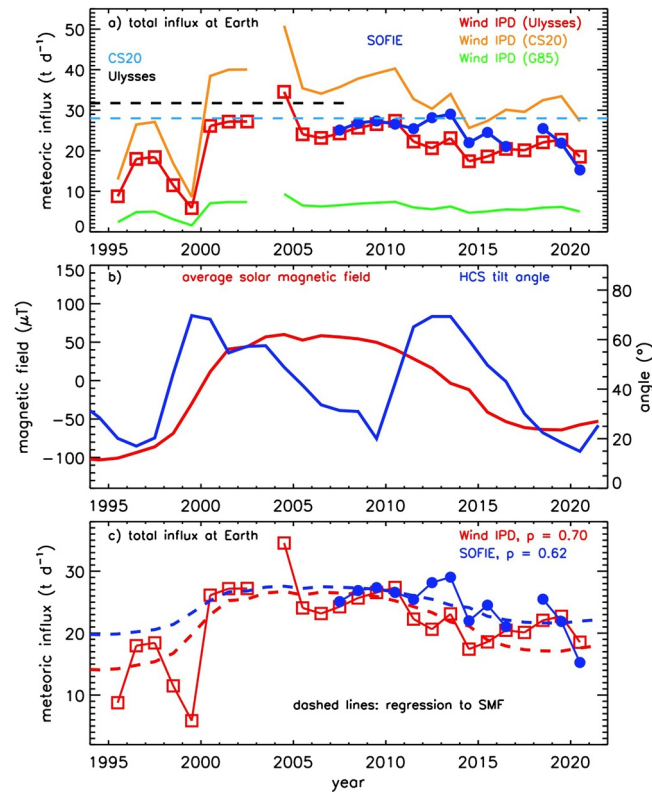 a) total influx at Earth
Wind IPD (Ulysses)
CS20
SOFIE
Wind IPD (CS20)
Ulysses
Wind IPD (G85)
50
40
30
20
10
0
meteoric influx (t d⁻¹)
1995 2000 2005 2010 2015 2020
b) average solar magnetic field HCS tilt angle
150
100
50
0
−50
−100
magnetic field (μT)
80
60
40
20
0
angle (°)
1995 2000 2005 2010 2015 2020
c) total influx at Earth
Wind IPD, p = 0.70
SOFIE, p = 0.62
30
20
10
meteoric influx (t d⁻¹)
dashed lines: regression to SMF
1995 2000 2005 2010 2015 2020
year